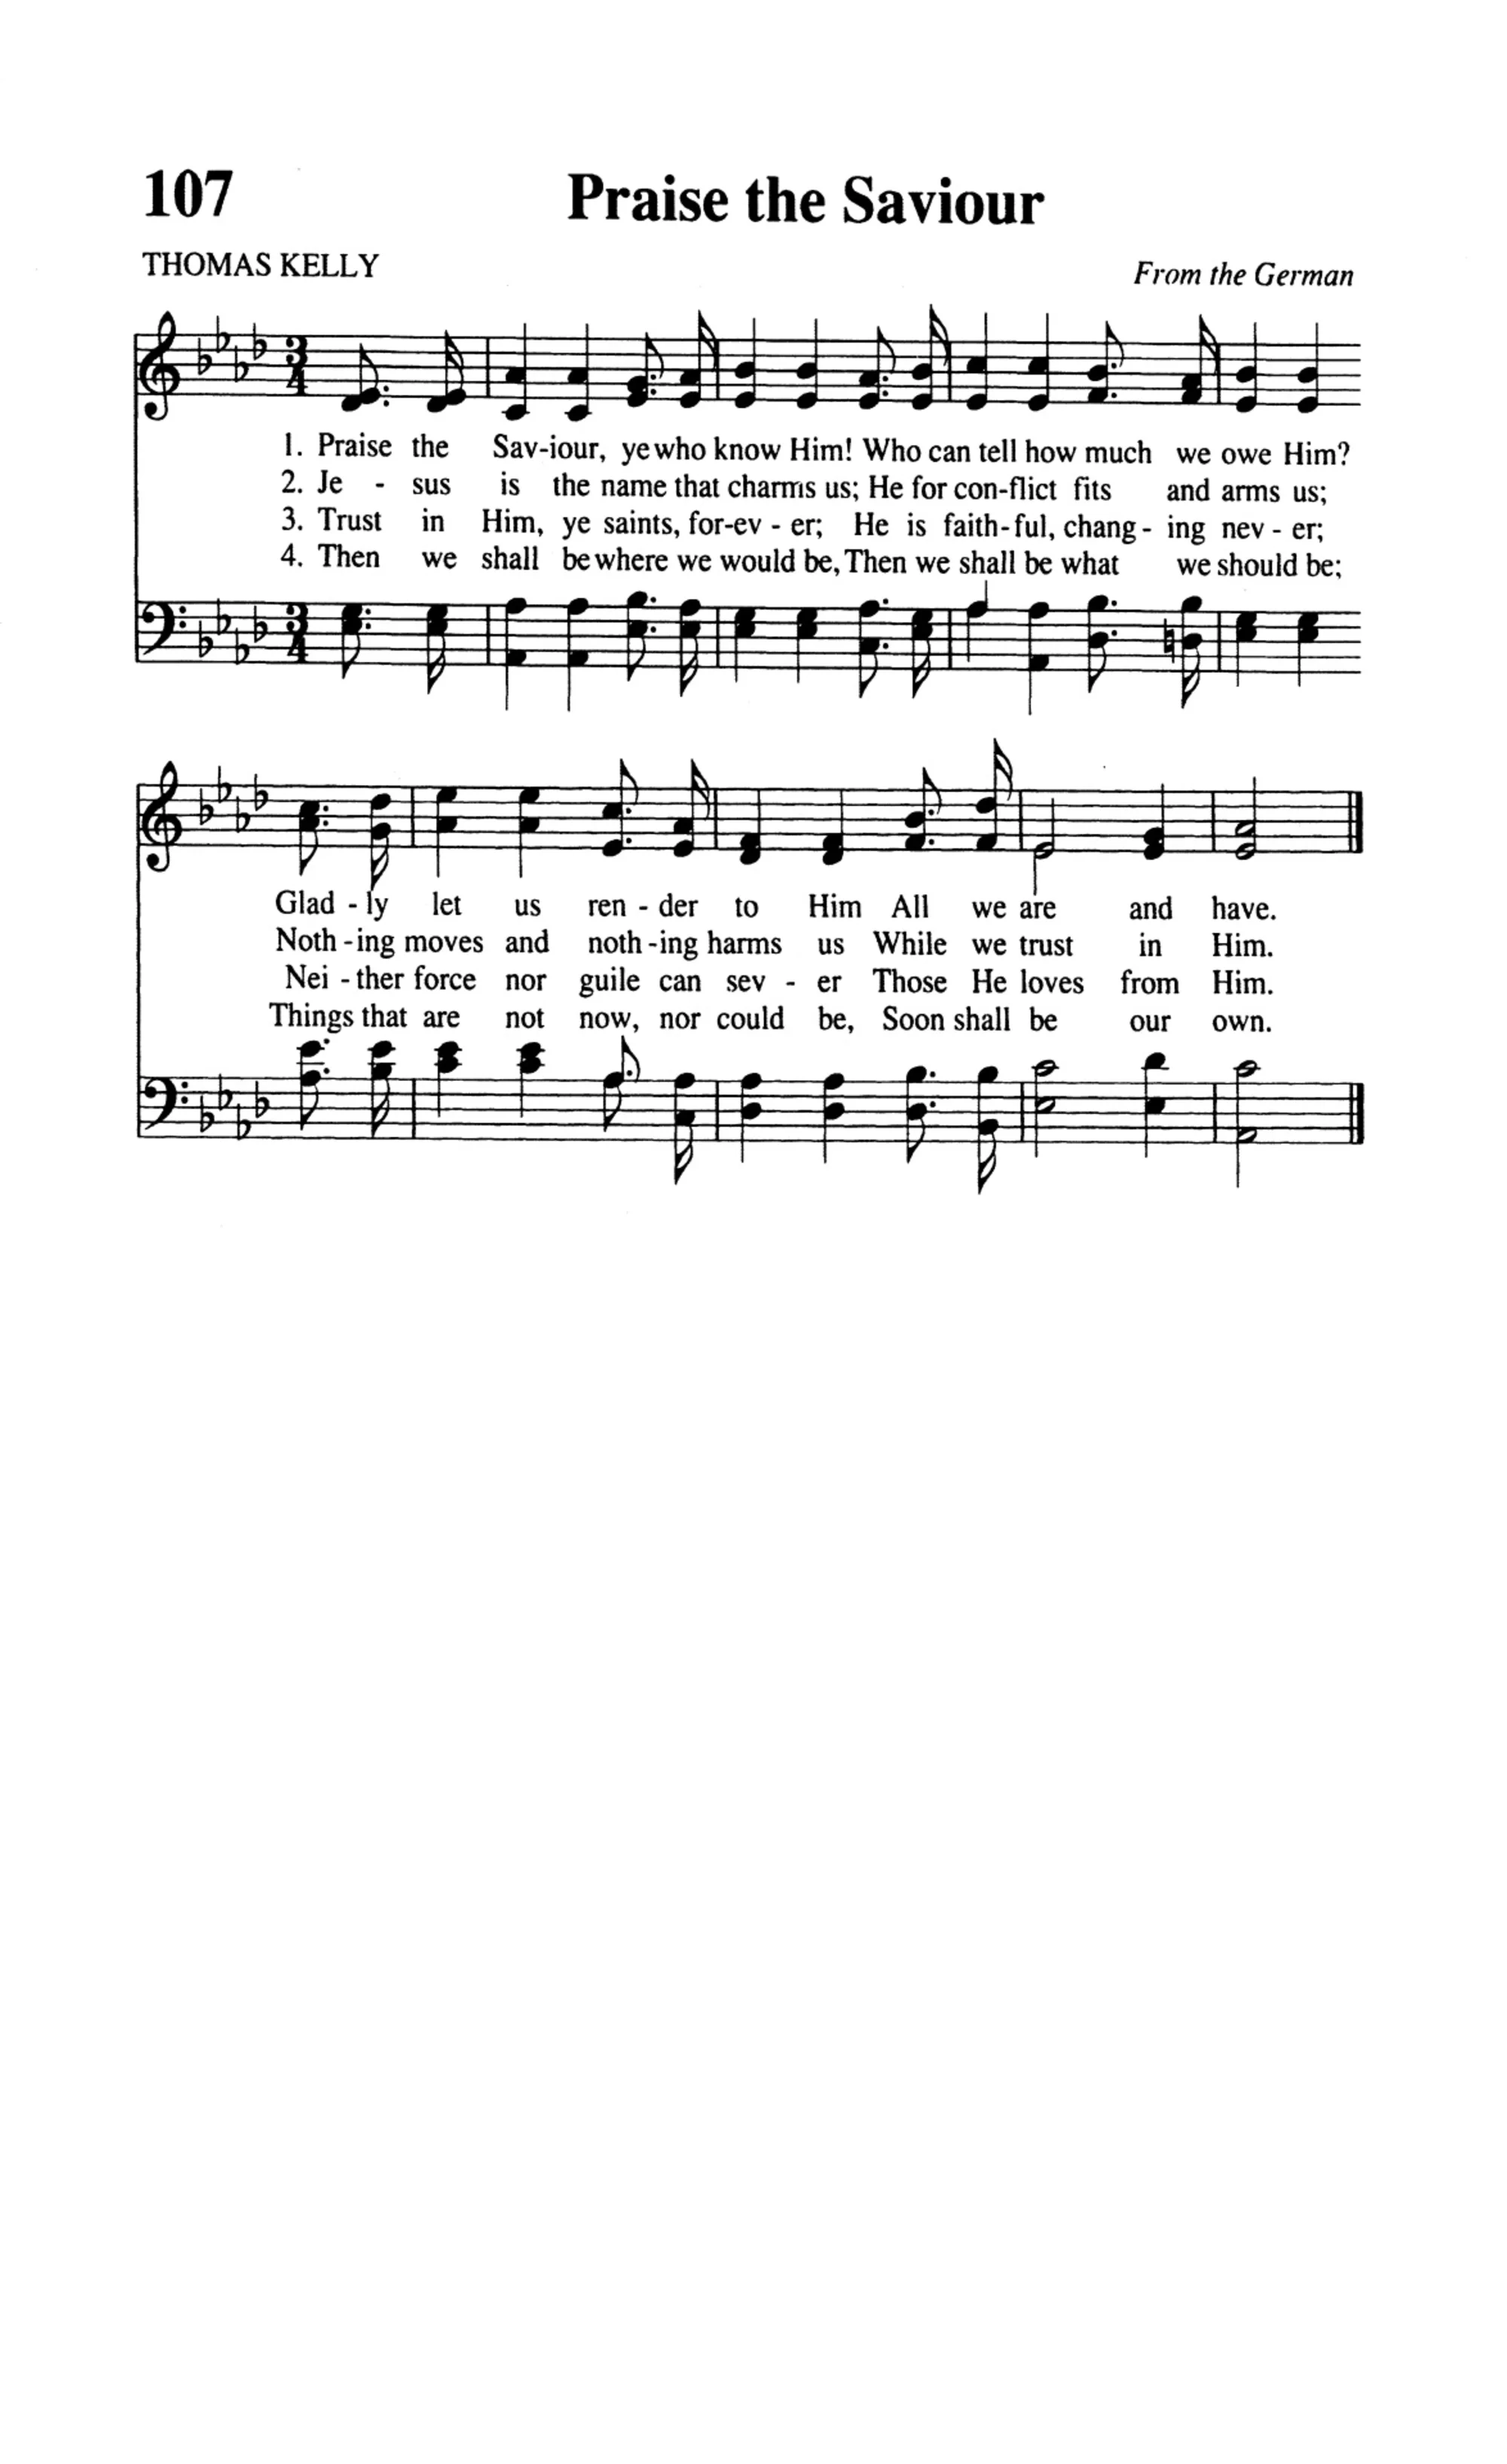 107 Praise the Saviour
THOMAS KELLY From the German
3 4
1. Praise the Sav-iour, ye who know Him! Who can tell how much we owe Him?
2. Je - sus is the name that charms us; He for con-flict fits and arms us;
3. Trust in Him, ye saints, for-ev - er; He is faith-ful, chang - ing nev - er;
4. Then we shall be where we would be, Then we shall be what we should be;
3 4
Glad - ly let us ren - der to Him All we are and have.
Noth - ing moves and noth - ing harms us While we trust in Him.
Nei - ther force nor guile can sev - er Those He loves from Him.
Things that are not now, nor could be, Soon shall be our own.